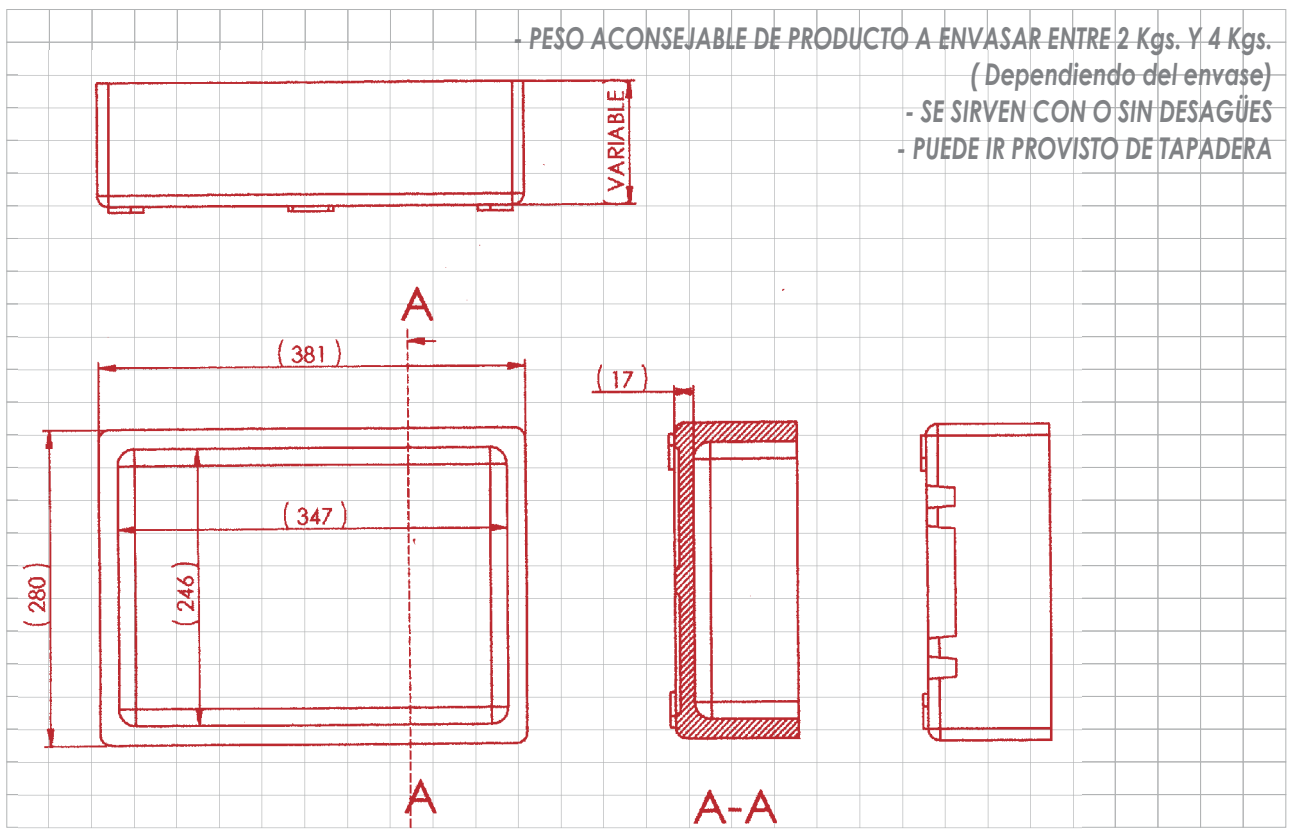 - PESO ACONSEJABLE DE PRODUCTO A ENVASAR ENTRE 2 Kgs. Y 4 Kgs.
( Dependiendo del envase)
- SE SIRVEN CON O SIN DESAGÜES
- PUEDE IR PROVISTO DE TAPADERA
VARIABLE
A
( 381 )
( 17 )
( 347 )
( 280 )
( 246 )
A
A-A